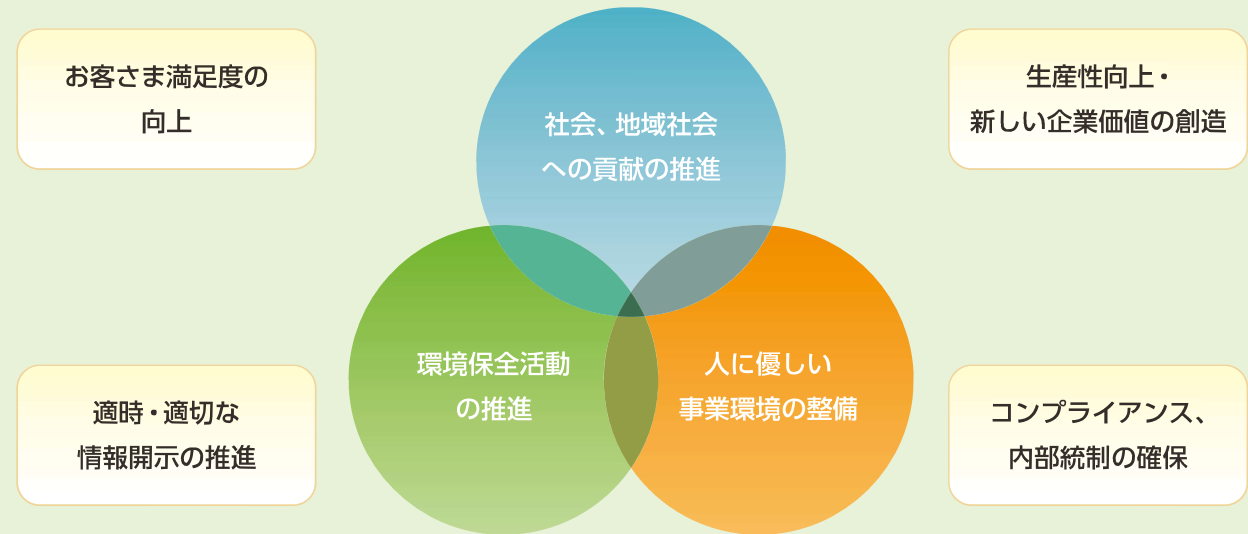 お客さま満足度の
向上
社会、地域社会
への貢献の推進
生産性向上・
新しい企業価値の創造
環境保全活動
の推進
人に優しい
事業環境の整備
適時・適切な
情報開示の推進
コンプライアンス、
内部統制の確保